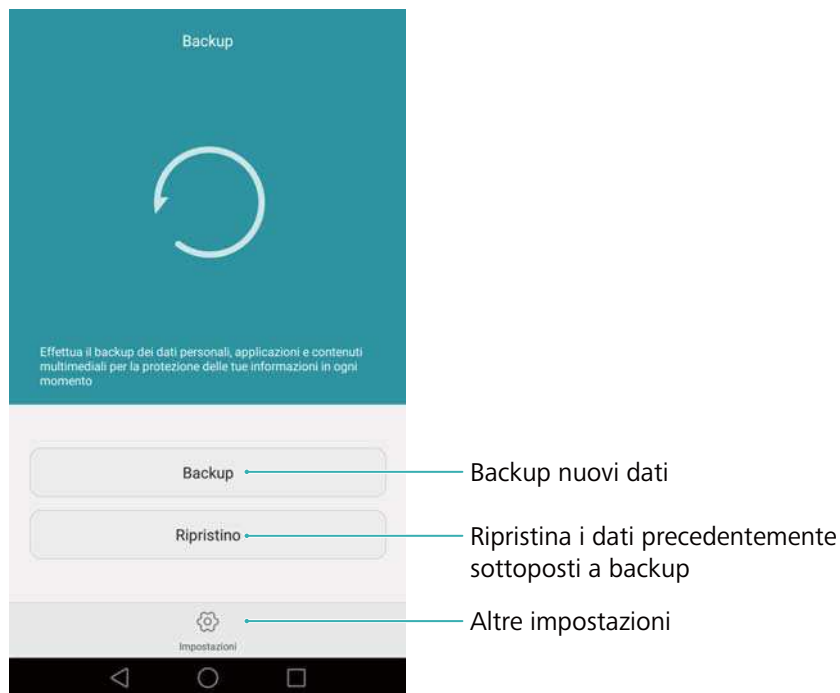 Backup
Effettua il backup dei dati personali, applicazioni e contenuti
multimediali per la protezione delle tue informazioni in ogni
momento
Backup
Backup nuovi dati
Ripristino
Ripristina i dati precedentemente
sottoposti a backup
Altre impostazioni
Impostazioni